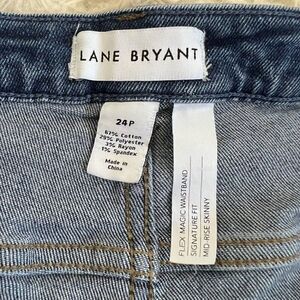 LANE BRYANT
24P
67% Cotton
29% Polyester
3% Rayon
1% Spandex
Made in
China
FLEX MAGIC WAISTBAND
SIGNATURE FIT
MID-RISE SKINNY